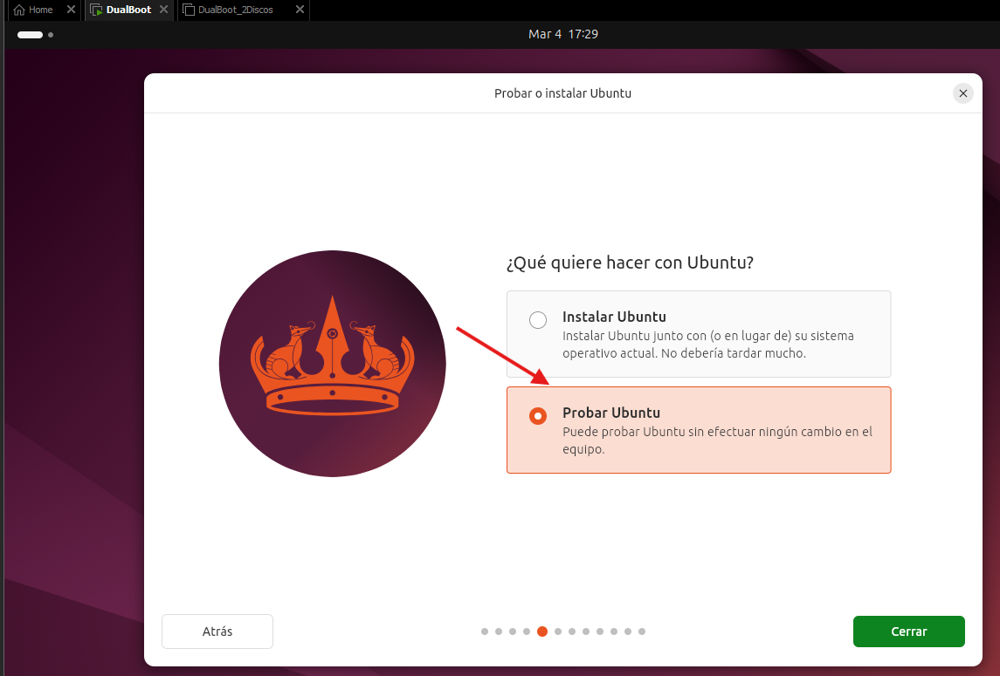 Home DualBoot DualBoot_2Discos
Mar 4 17:29
Probar o instalar Ubuntu
¿Qué quiere hacer con Ubuntu?
Instalar Ubuntu
Instalar Ubuntu junto con (o en lugar de) su sistema
operativo actual. No debería tardar mucho.
Probar Ubuntu
Puede probar Ubuntu sin efectuar ningún cambio en el
equipo.
Atrás
Cerrar